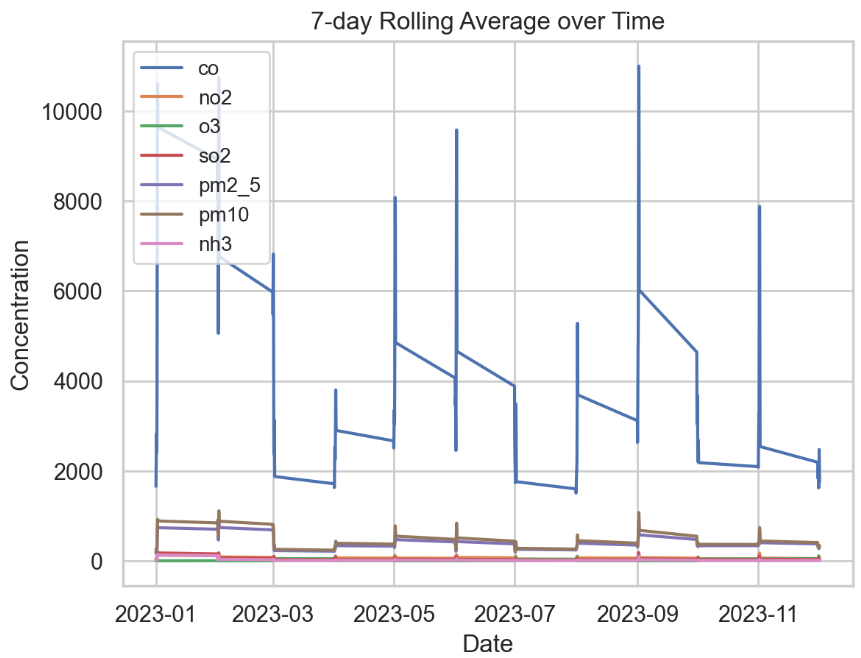 7-day Rolling Average over Time
co
no2
o3
so2
pm2_5
pm10
nh3
10000
8000
6000
4000
2000
0
Concentration
2023-01 2023-03 2023-05 2023-07 2023-09 2023-11
Date